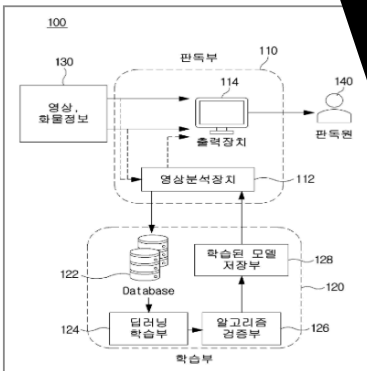 100
130
110
판독부
114
140
영상,
화물정보
출력장치
판독원
영상분석장치
112
122
Database
학습된 모델
저장부
128
120
124
딥러닝
학습부
알고리즘
검증부
126
학습부